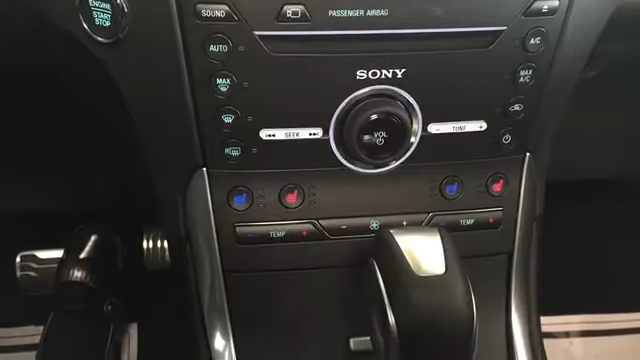 ENGINE
START
STOP
SOUND
PASSENGER AIRBAG
AUTO
A/C
SONY
MAX
MAX
A/C
SEEK
VOL
TUNE
R
TEMP
TEMP